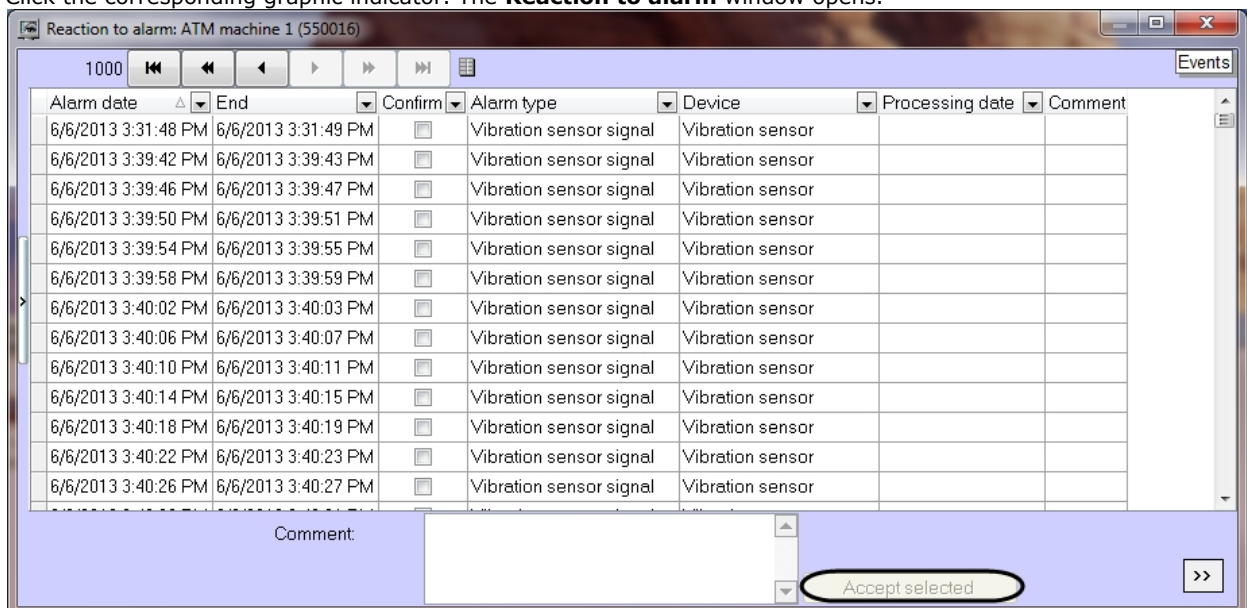 Click the corresponding graphic indicator. The Reaction to alarm window opens.
Reaction to alarm: ATM machine 1 (550016)
1000
Events
Alarm date End Confirm Alarm type Device Processing date Comment
6/6/2013 3:31:48 PM 6/6/2013 3:31:49 PM Vibration sensor signal Vibration sensor
6/6/2013 3:39:42 PM 6/6/2013 3:39:43 PM Vibration sensor signal Vibration sensor
6/6/2013 3:39:46 PM 6/6/2013 3:39:47 PM Vibration sensor signal Vibration sensor
6/6/2013 3:39:50 PM 6/6/2013 3:39:51 PM Vibration sensor signal Vibration sensor
6/6/2013 3:39:54 PM 6/6/2013 3:39:55 PM Vibration sensor signal Vibration sensor
6/6/2013 3:39:58 PM 6/6/2013 3:39:59 PM Vibration sensor signal Vibration sensor
6/6/2013 3:40:02 PM 6/6/2013 3:40:03 PM Vibration sensor signal Vibration sensor
6/6/2013 3:40:06 PM 6/6/2013 3:40:07 PM Vibration sensor signal Vibration sensor
6/6/2013 3:40:10 PM 6/6/2013 3:40:11 PM Vibration sensor signal Vibration sensor
6/6/2013 3:40:14 PM 6/6/2013 3:40:15 PM Vibration sensor signal Vibration sensor
6/6/2013 3:40:18 PM 6/6/2013 3:40:19 PM Vibration sensor signal Vibration sensor
6/6/2013 3:40:22 PM 6/6/2013 3:40:23 PM Vibration sensor signal Vibration sensor
6/6/2013 3:40:26 PM 6/6/2013 3:40:27 PM Vibration sensor signal Vibration sensor
Comment:
Accept selected
>>